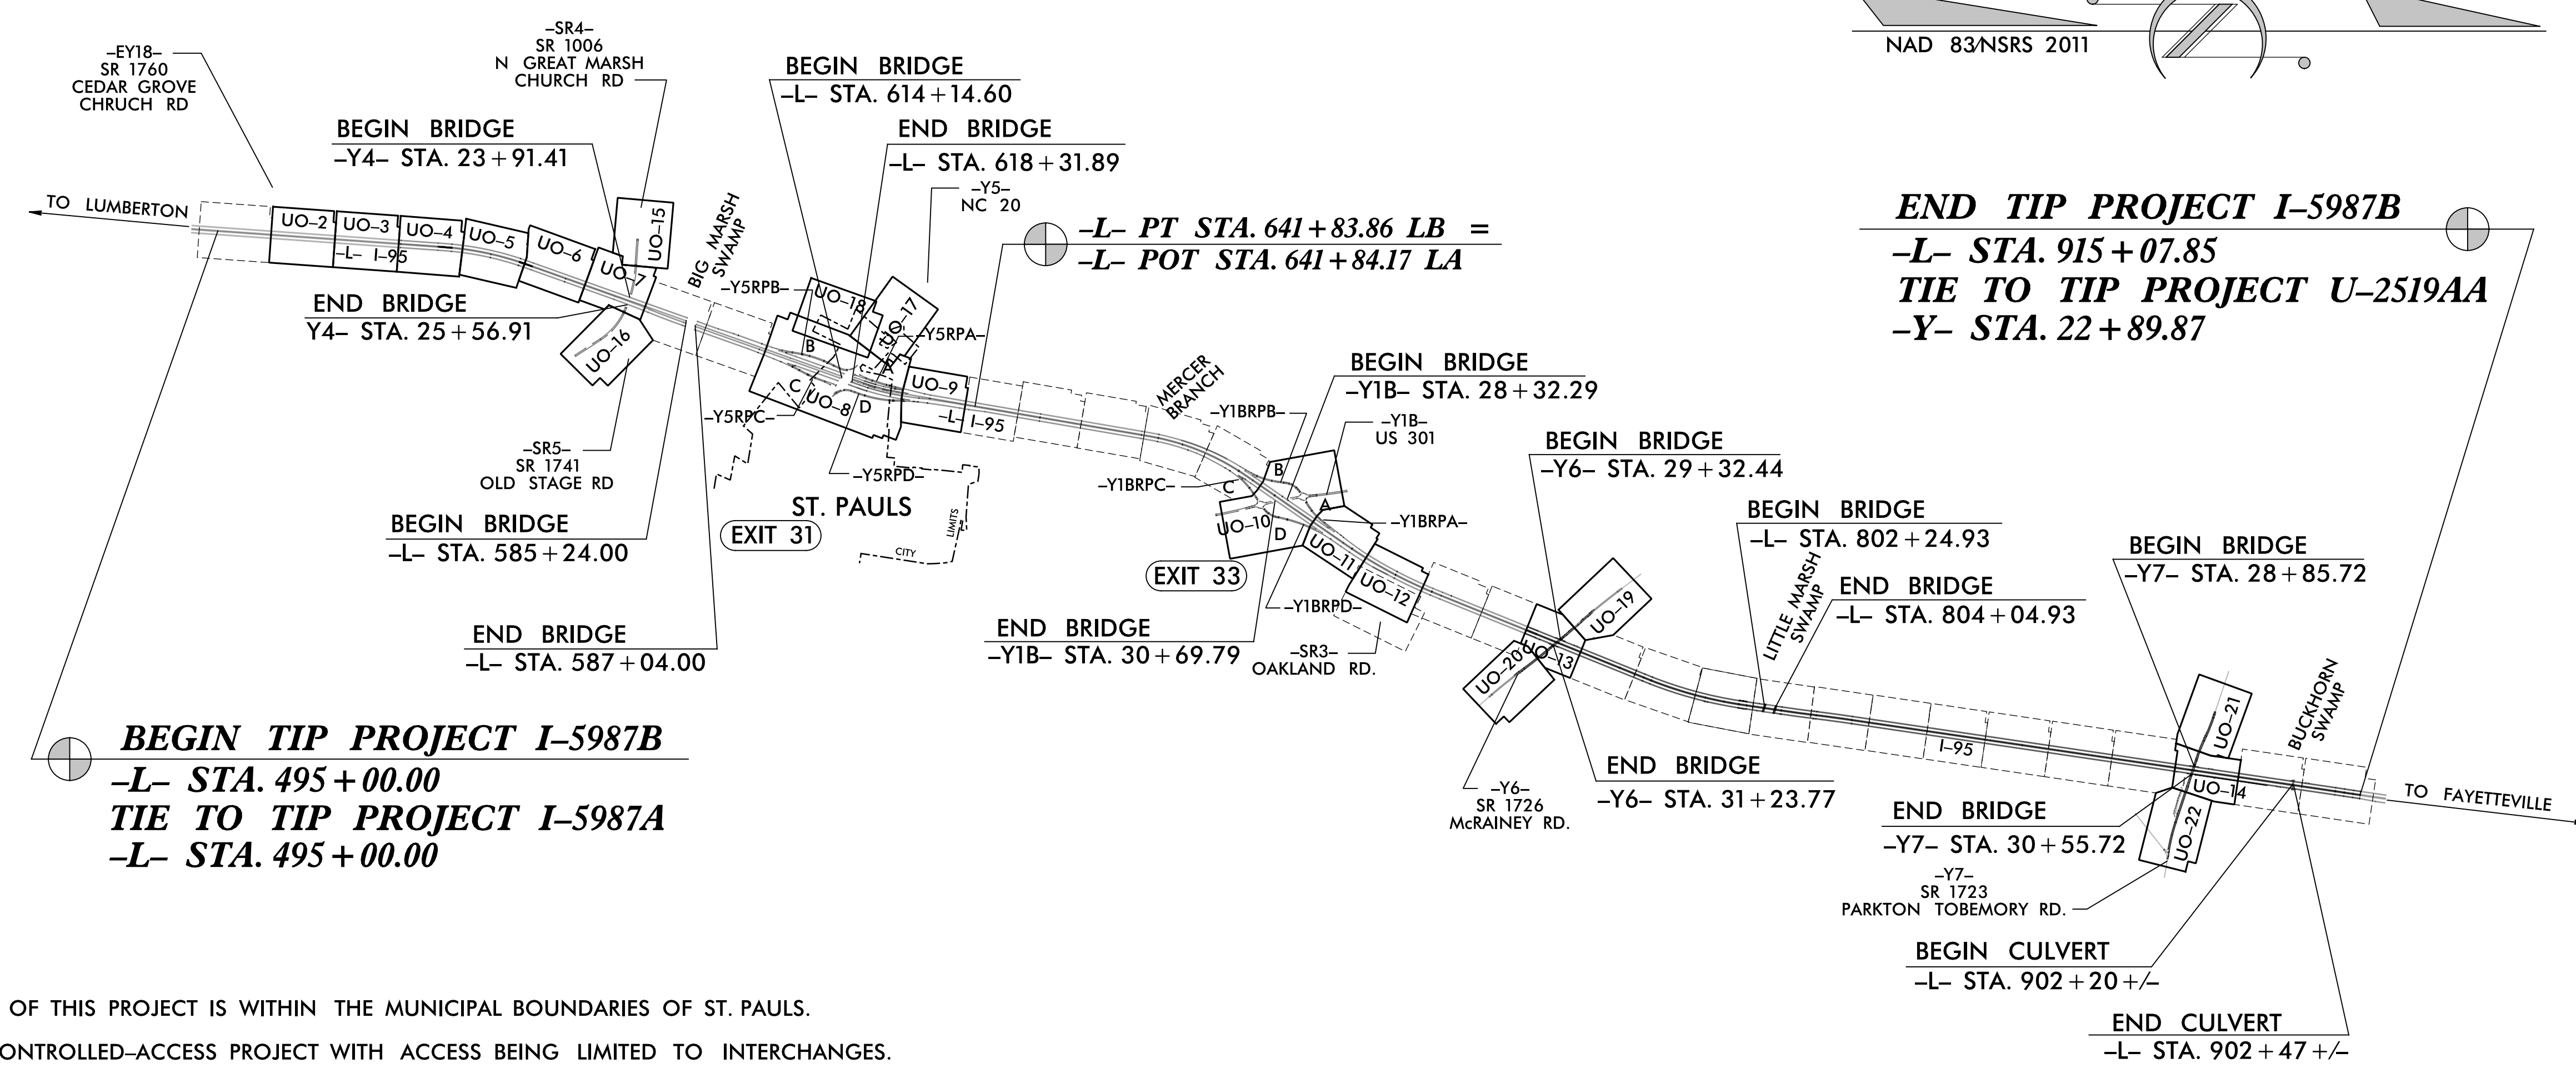 NAD 83/NSRS 2011
–EY18–
SR 1760
CEDAR GROVE
CHRUCH RD
–SR4–
SR 1006
N GREAT MARSH
CHURCH RD
BEGIN BRIDGE
–L– STA. 614+14.60
BEGIN BRIDGE
–Y4– STA. 23+91.41
END BRIDGE
–L– STA. 618+31.89
–Y5–
NC 20
TO LUMBERTON
UO–2
UO–3
UO–4
UO–5
UO–6
UO–7
UO–15
–L– I–95
BIG MARSH
SWAMP
–L– PT STA. 641+83.86 LB =
–L– POT STA. 641+84.17 LA
END TIP PROJECT I–5987B
–L– STA. 915+07.85
TIE TO TIP PROJECT U–2519AA
–Y– STA. 22+89.87
END BRIDGE
Y4– STA. 25+56.91
UO–16
–Y5RPB–
UO–18
UO–17
–Y5RPA–
B
A
C
D
UO–8
UO–9
–L– I–95
–Y5RPC–
–Y5RPD–
ST. PAULS
EXIT 31
CITY
LIMITS
–SR5–
SR 1741
OLD STAGE RD
BEGIN BRIDGE
–L– STA. 585+24.00
END BRIDGE
–L– STA. 587+04.00
MERCER
BRANCH
–Y1BRPB–
BEGIN BRIDGE
–Y1B– STA. 28+32.29
–Y1B–
US 301
–Y1BRPC–
B
C
A
D
UO–10
–Y1BRPA–
UO–11
UO–12
EXIT 33
–Y1BRPD–
END BRIDGE
–Y1B– STA. 30+69.79
–SR3–
OAKLAND RD.
BEGIN BRIDGE
–Y6– STA. 29+32.44
UO–19
UO–13
UO–20
–Y6–
SR 1726
McRAINEY RD.
END BRIDGE
–Y6– STA. 31+23.77
BEGIN BRIDGE
–L– STA. 802+24.93
LITTLE MARSH
SWAMP
END BRIDGE
–L– STA. 804+04.93
I–95
BEGIN BRIDGE
–Y7– STA. 28+85.72
UO–21
UO–14
UO–22
BUCKHORN
SWAMP
TO FAYETTEVILLE
END BRIDGE
–Y7– STA. 30+55.72
–Y7–
SR 1723
PARKTON TOBEMORY RD.
BEGIN CULVERT
–L– STA. 902+20 +/–
END CULVERT
–L– STA. 902+47 +/–
BEGIN TIP PROJECT I–5987B
–L– STA. 495+00.00
TIE TO TIP PROJECT I–5987A
–L– STA. 495+00.00
OF THIS PROJECT IS WITHIN THE MUNICIPAL BOUNDARIES OF ST. PAULS.
ONTROLLED–ACCESS PROJECT WITH ACCESS BEING LIMITED TO INTERCHANGES.